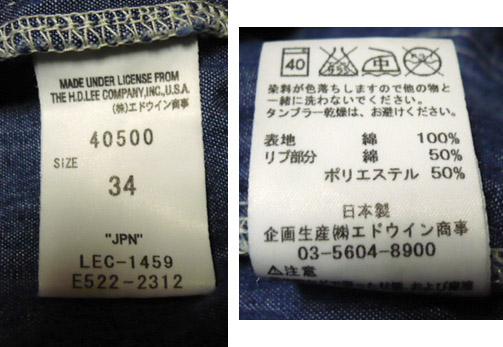 MADE UNDER LICENSE FROM
THE H.D.LEE COMPANY,INC.,U.S.A.
(株)エドウイン商事
40500
SIZE
34
"JPN"
LEC-1459
E522-2312
40
中
染料が色落ちしますので他の物と
一緒に洗わないでください。
タンブラー乾燥は、お避けください。
表地 綿 100%
リブ部分 綿 50%
ポリエステル 50%
日本製
企画生産㈱エドウイン商事
03-5604-8900
⚠注意